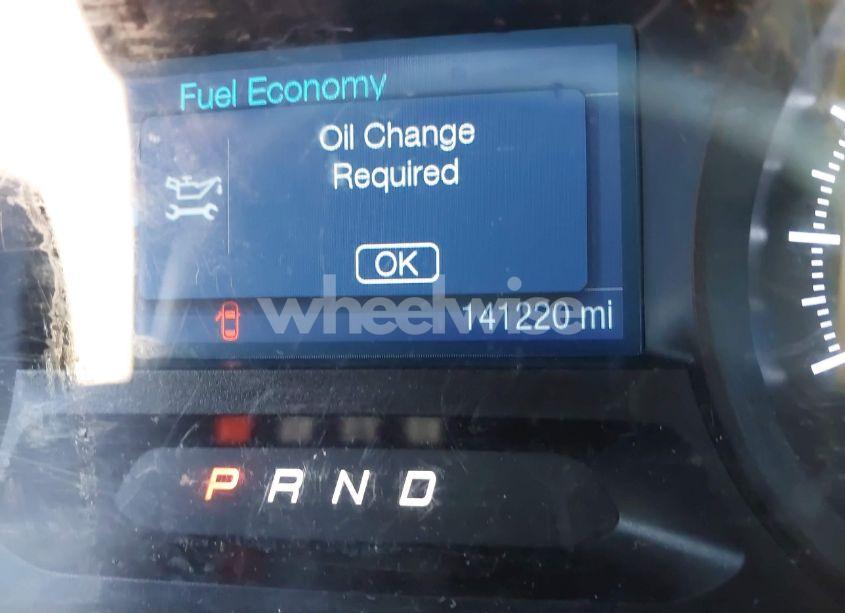 Fuel Economy
Oil Change
Required
OK
wheelwise
141220 mi
P R N D